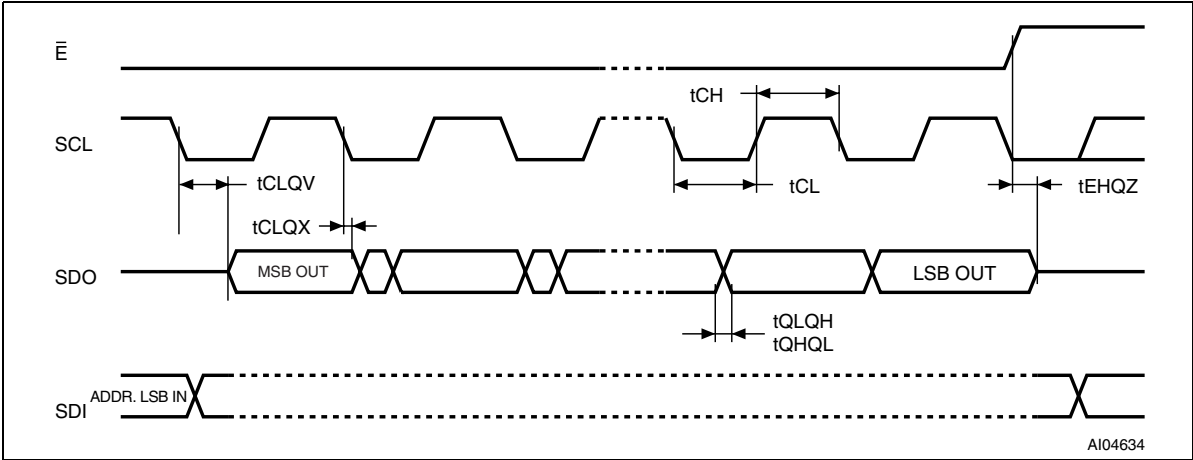 Ē
tCH
SCL
tCLQV
tCL
tEHQZ
tCLQX
SDO
MSB OUT
LSB OUT
tQLQH
tQHQL
ADDR. LSB IN
SDI
AI04634